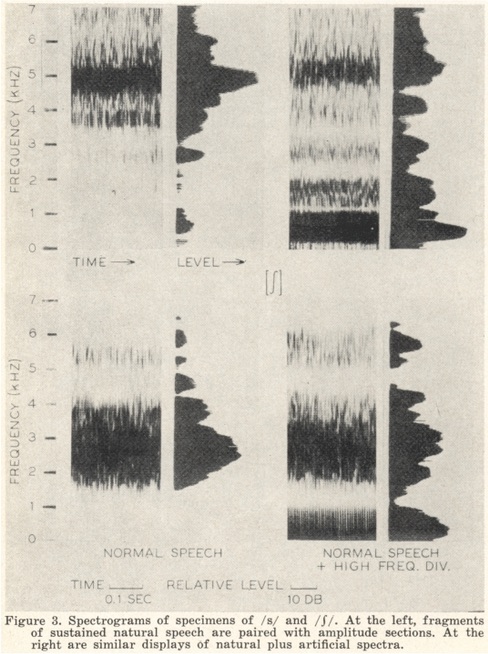 7
6
5
4
3
2
1
0
FREQUENCY (KHZ)
TIME → LEVEL →
[ʃ]
7
6
5
4
3
2
1
0
FREQUENCY (KHZ)
NORMAL SPEECH
NORMAL SPEECH
+ HIGH FREQ. DIV.
TIME RELATIVE LEVEL
0.1 SEC 10 DB
Figure 3. Spectrograms of specimens of /s/ and /ʃ/. At the left, fragments
of sustained natural speech are paired with amplitude sections. At the
right are similar displays of natural plus artificial spectra.